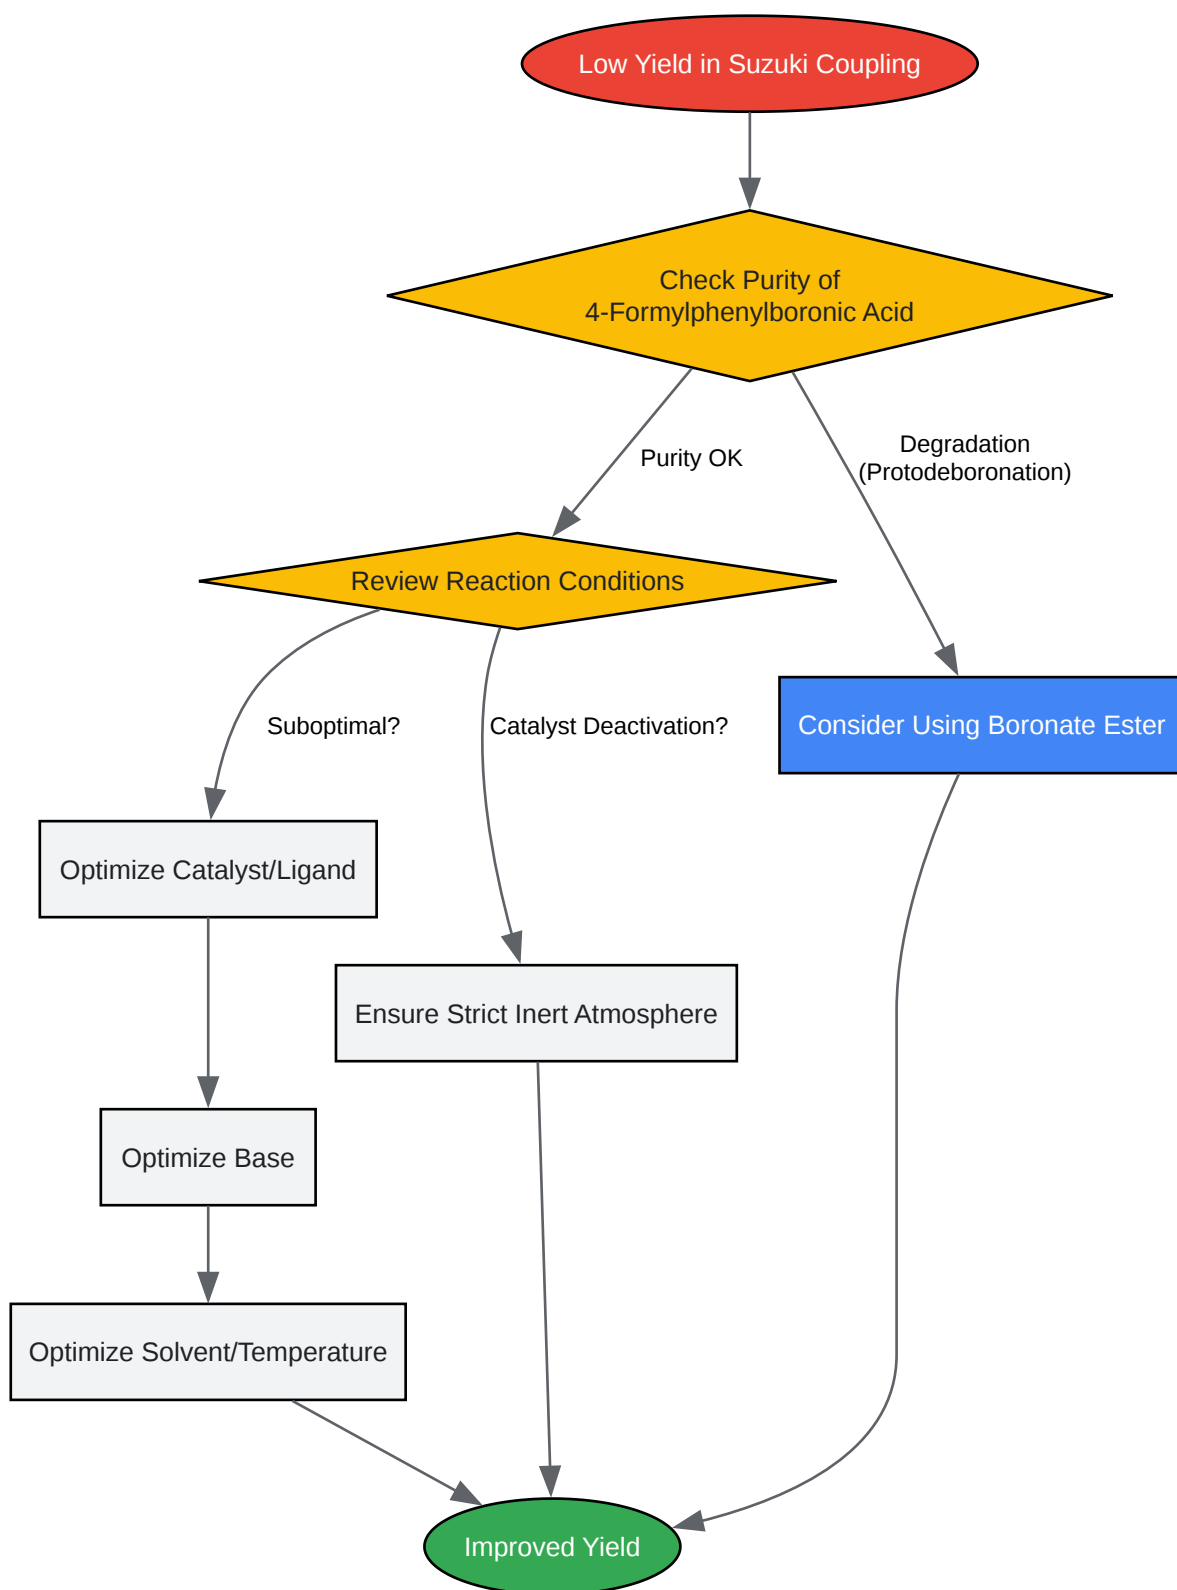 Low Yield in Suzuki Coupling
Check Purity of
4-Formylphenylboronic Acid
Purity OK
Degradation
(Protodeboronation)
Review Reaction Conditions
Suboptimal?
Catalyst Deactivation?
Consider Using Boronate Ester
Optimize Catalyst/Ligand
Ensure Strict Inert Atmosphere
Optimize Base
Optimize Solvent/Temperature
Improved Yield